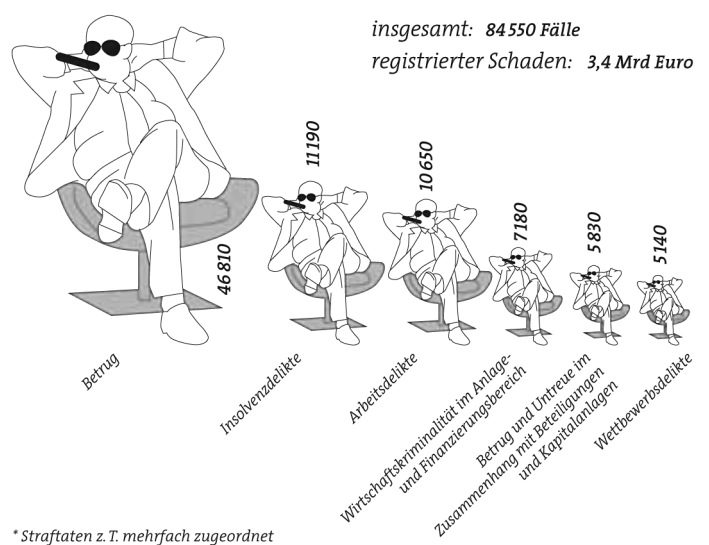 insgesamt: 84 550 Fälle
registrierter Schaden: 3,4 Mrd Euro
46 810
11 190
10 650
7180
5 830
5 140
Betrug
Insolvenzdelikte
Arbeitsdelikte
Wirtschaftskriminalität im Anlage-
und Finanzierungsbereich
Betrug und Untreue im
Zusammenhang mit Beteiligungen
und Kapitalanlagen
Wettbewerbsdelikte
* Straftaten z. T. mehrfach zugeordnet